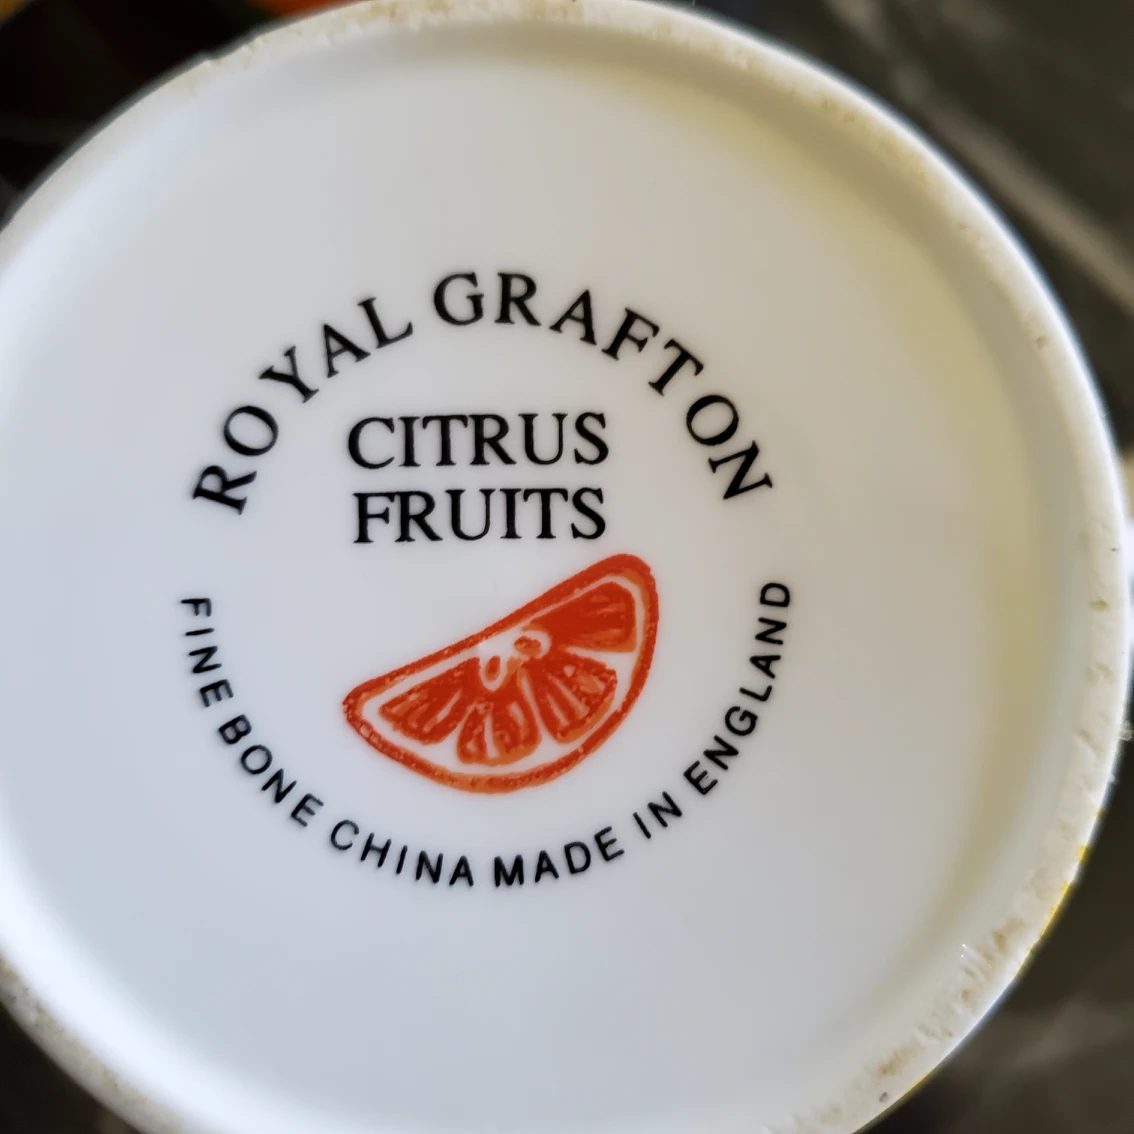 ROYAL GRAFTON
CITRUS
FRUITS
FINE BONE CHINA MADE IN ENGLAND